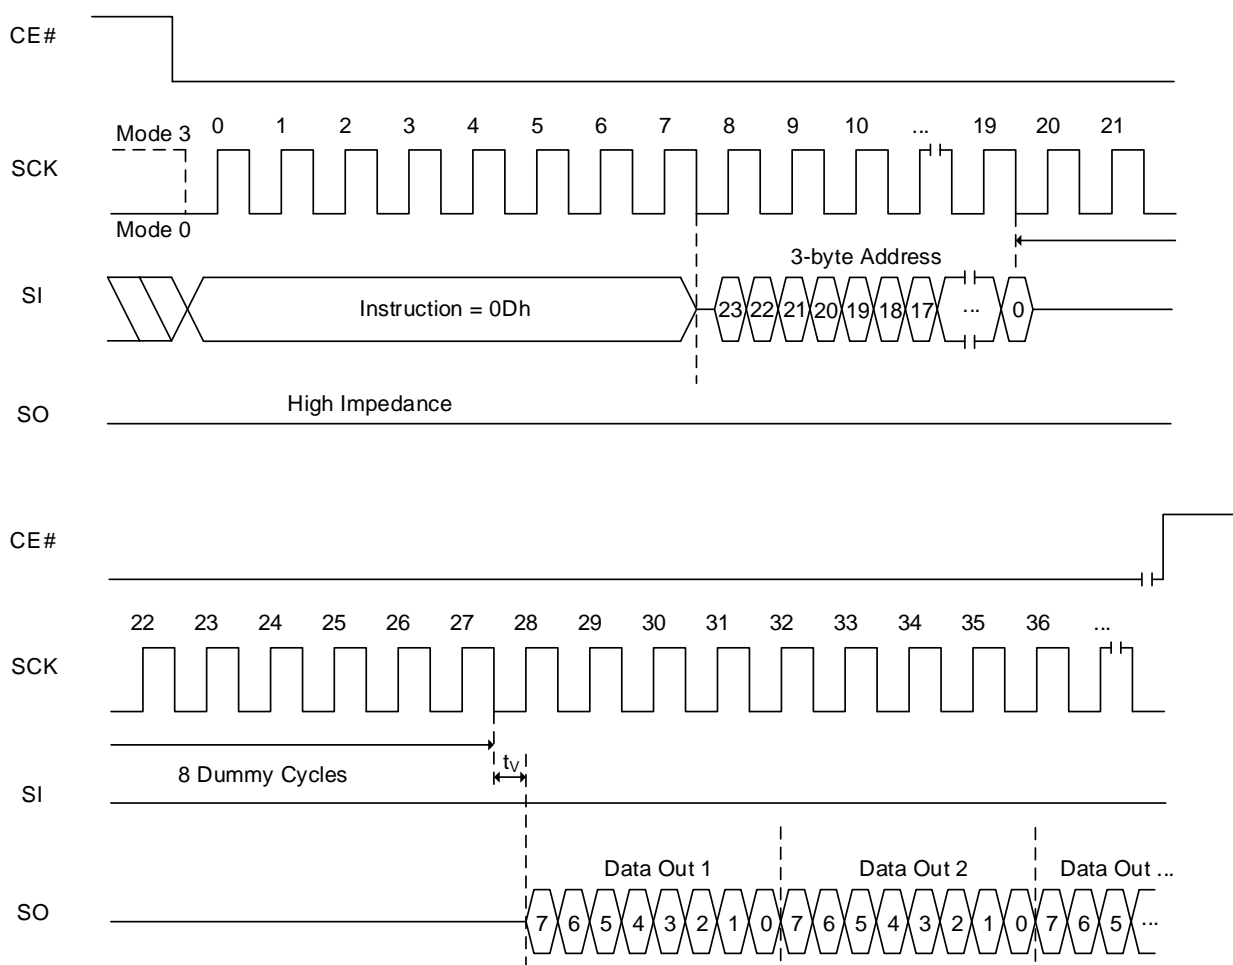 CE#
Mode 3 0 1 2 3 4 5 6 7 8 9 10 ... 19 20 21
SCK
Mode 0
3-byte Address
SI Instruction = 0Dh 23 22 21 20 19 18 17 ... 0
High Impedance
SO
CE#
22 23 24 25 26 27 28 29 30 31 32 33 34 35 36 ...
SCK
8 Dummy Cycles tV
SI
Data Out 1 Data Out 2 Data Out ...
SO 7 6 5 4 3 2 1 0 7 6 5 4 3 2 1 0 7 6 5 ...